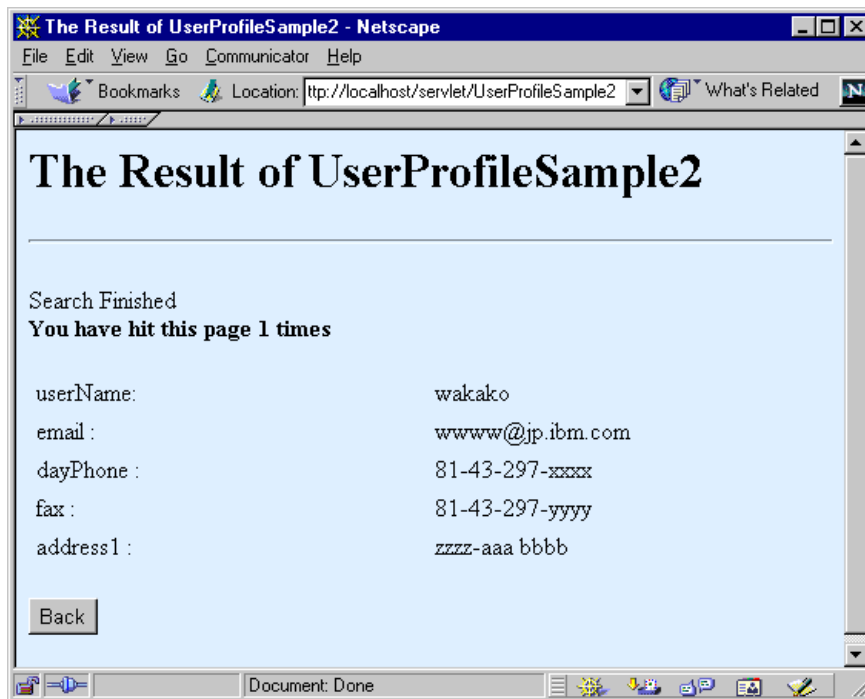 The Result of UserProfileSample2 - Netscape
File Edit View Go Communicator Help
Bookmarks Location: ttp://localhost/servlet/UserProfileSample2 What's Related N
The Result of UserProfileSample2
Search Finished
You have hit this page 1 times
userName: wakako
email : wwww@jp.ibm.com
dayPhone : 81-43-297-xxxx
fax : 81-43-297-yyyy
address1 : zzzz-aaa bbbb
Back
Document: Done